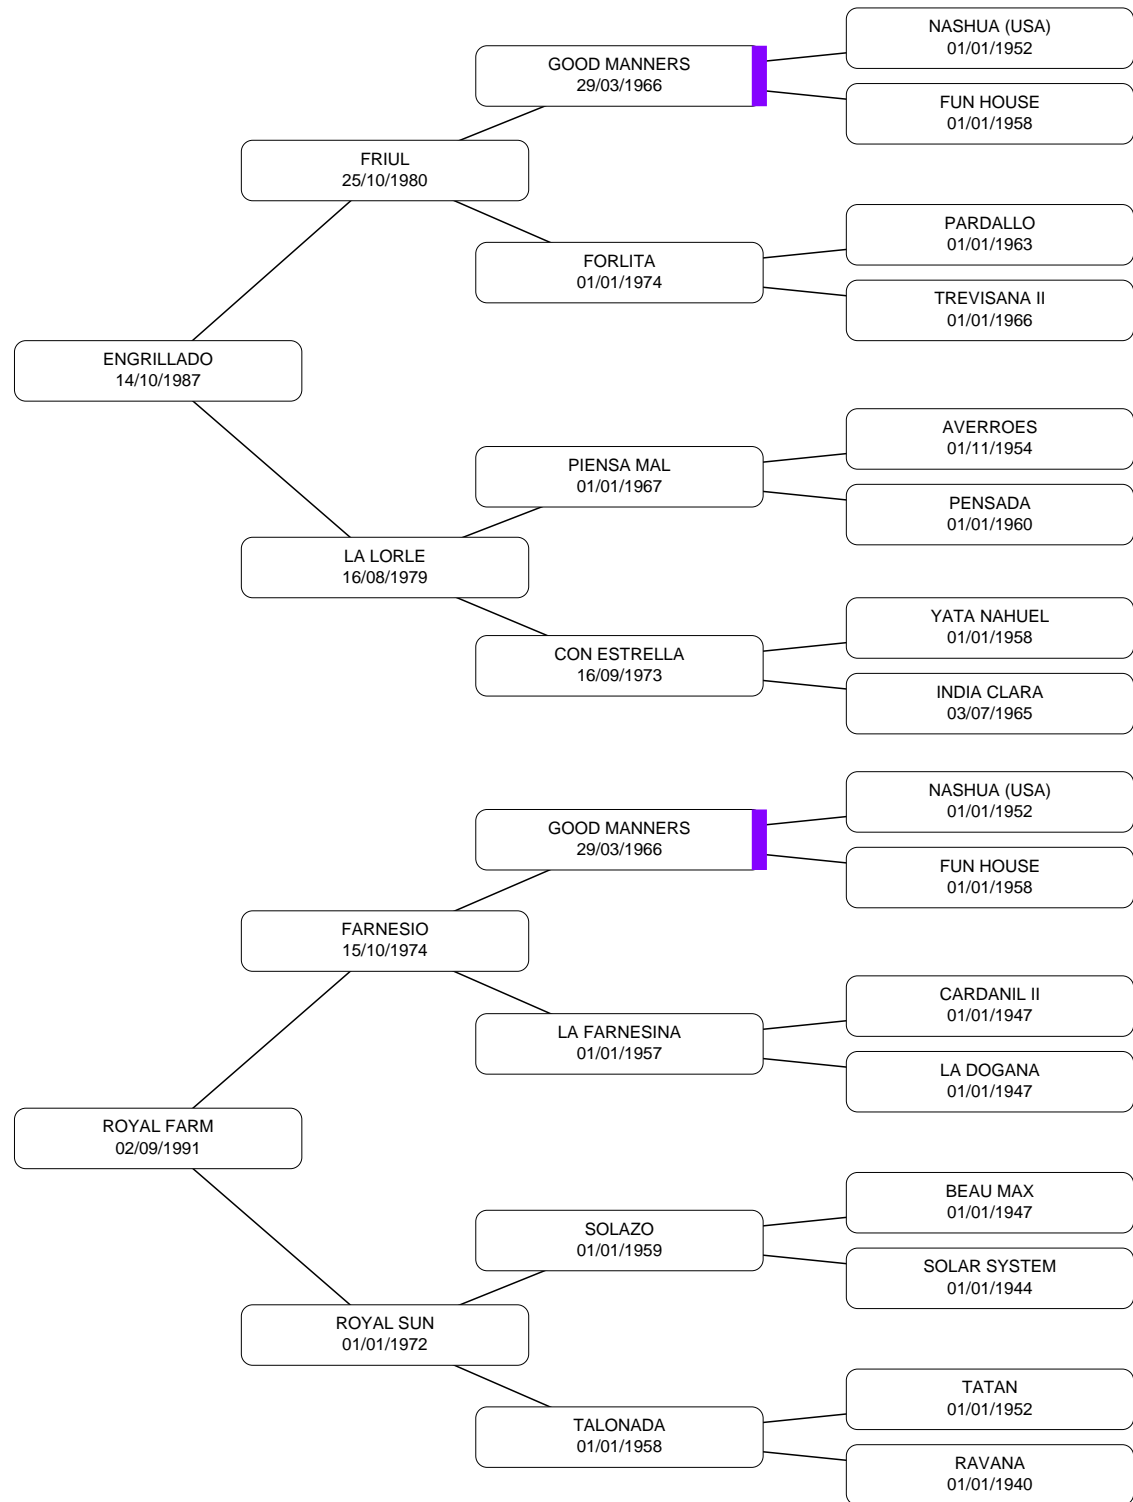 NASHUA (USA)
01/01/1952
GOOD MANNERS
29/03/1966
FUN HOUSE
01/01/1958
FRIUL
25/10/1980
PARDALLO
01/01/1963
FORLITA
01/01/1974
TREVISANA II
01/01/1966
ENGRILLADO
14/10/1987
AVERROES
01/11/1954
PIENSA MAL
01/01/1967
PENSADA
01/01/1960
LA LORLE
16/08/1979
YATA NAHUEL
01/01/1958
CON ESTRELLA
16/09/1973
INDIA CLARA
03/07/1965
NASHUA (USA)
01/01/1952
GOOD MANNERS
29/03/1966
FUN HOUSE
01/01/1958
FARNESIO
15/10/1974
CARDANIL II
01/01/1947
LA FARNESINA
01/01/1957
LA DOGANA
01/01/1947
ROYAL FARM
02/09/1991
BEAU MAX
01/01/1947
SOLAZO
01/01/1959
SOLAR SYSTEM
01/01/1944
ROYAL SUN
01/01/1972
TATAN
01/01/1952
TALONADA
01/01/1958
RAVANA
01/01/1940